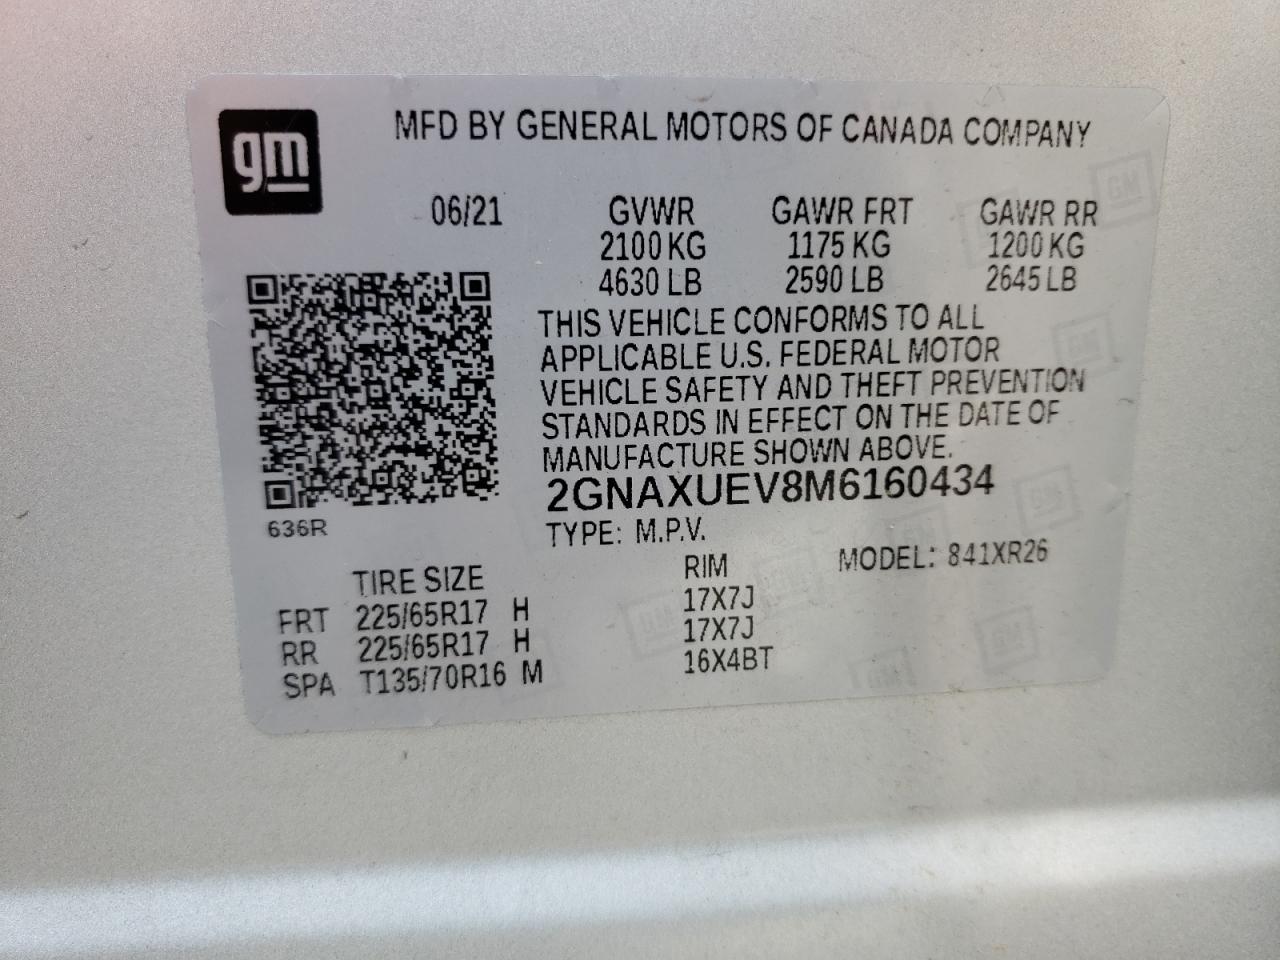 gm
MFD BY GENERAL MOTORS OF CANADA COMPANY
06/21 GVWR GAWR FRT GAWR RR
2100 KG 1175 KG 1200 KG
4630 LB 2590 LB 2645 LB
THIS VEHICLE CONFORMS TO ALL
APPLICABLE U.S. FEDERAL MOTOR
VEHICLE SAFETY AND THEFT PREVENTION
STANDARDS IN EFFECT ON THE DATE OF
MANUFACTURE SHOWN ABOVE.
2GNAXUEV8M6160434
636R
TYPE: M.P.V.
MODEL: 841XR26
TIRE SIZE RIM
FRT 225/65R17 H 17X7J
RR 225/65R17 H 17X7J
SPA T135/70R16 M 16X4BT